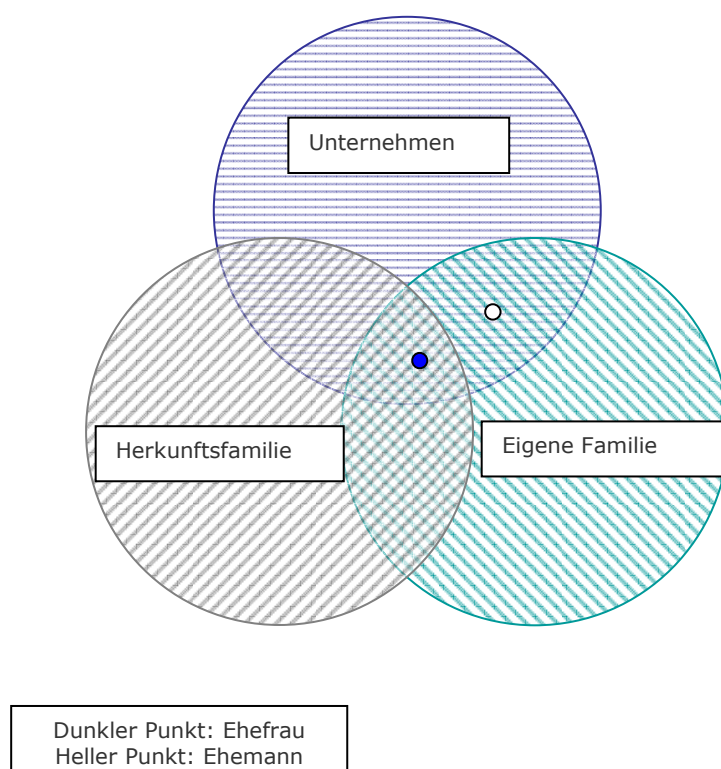 Unternehmen
Herkunftsfamilie
Eigene Familie
Dunkler Punkt: Ehefrau
Heller Punkt: Ehemann